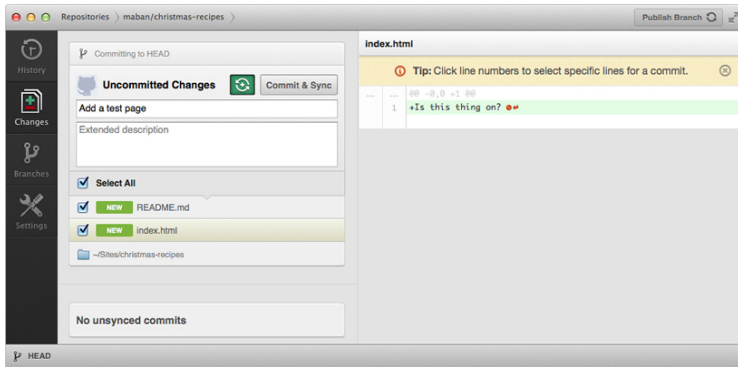 Repositories maban/christmas-recipes
Publish Branch
History
Changes
Branches
Settings
Committing to HEAD
Uncommitted Changes
Commit & Sync
Add a test page
Extended description
Select All
NEW README.md
NEW index.html
~/Sites/christmas-recipes
No unsynced commits
index.html
Tip: Click line numbers to select specific lines for a commit.
... ... @@ -0,0 +1 @@
1 +Is this thing on?
HEAD